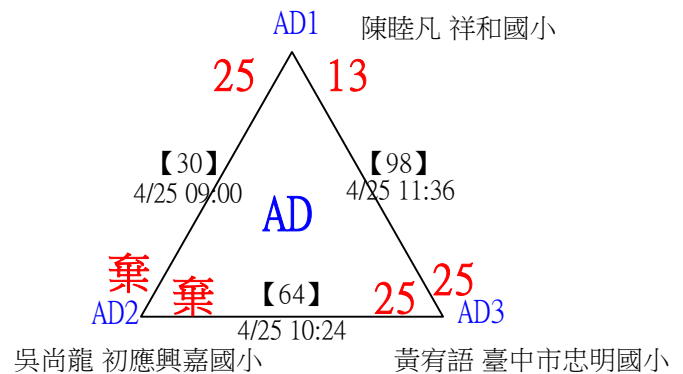 AD1 陳睦凡 祥和國小
25 13
【30】 【98】
4/25 09:00 4/25 11:36
AD
棄 棄 【64】 25 25
AD2 AD3
4/25 10:24
吳尚龍 初應興嘉國小 黃宥語 臺中市忠明國小